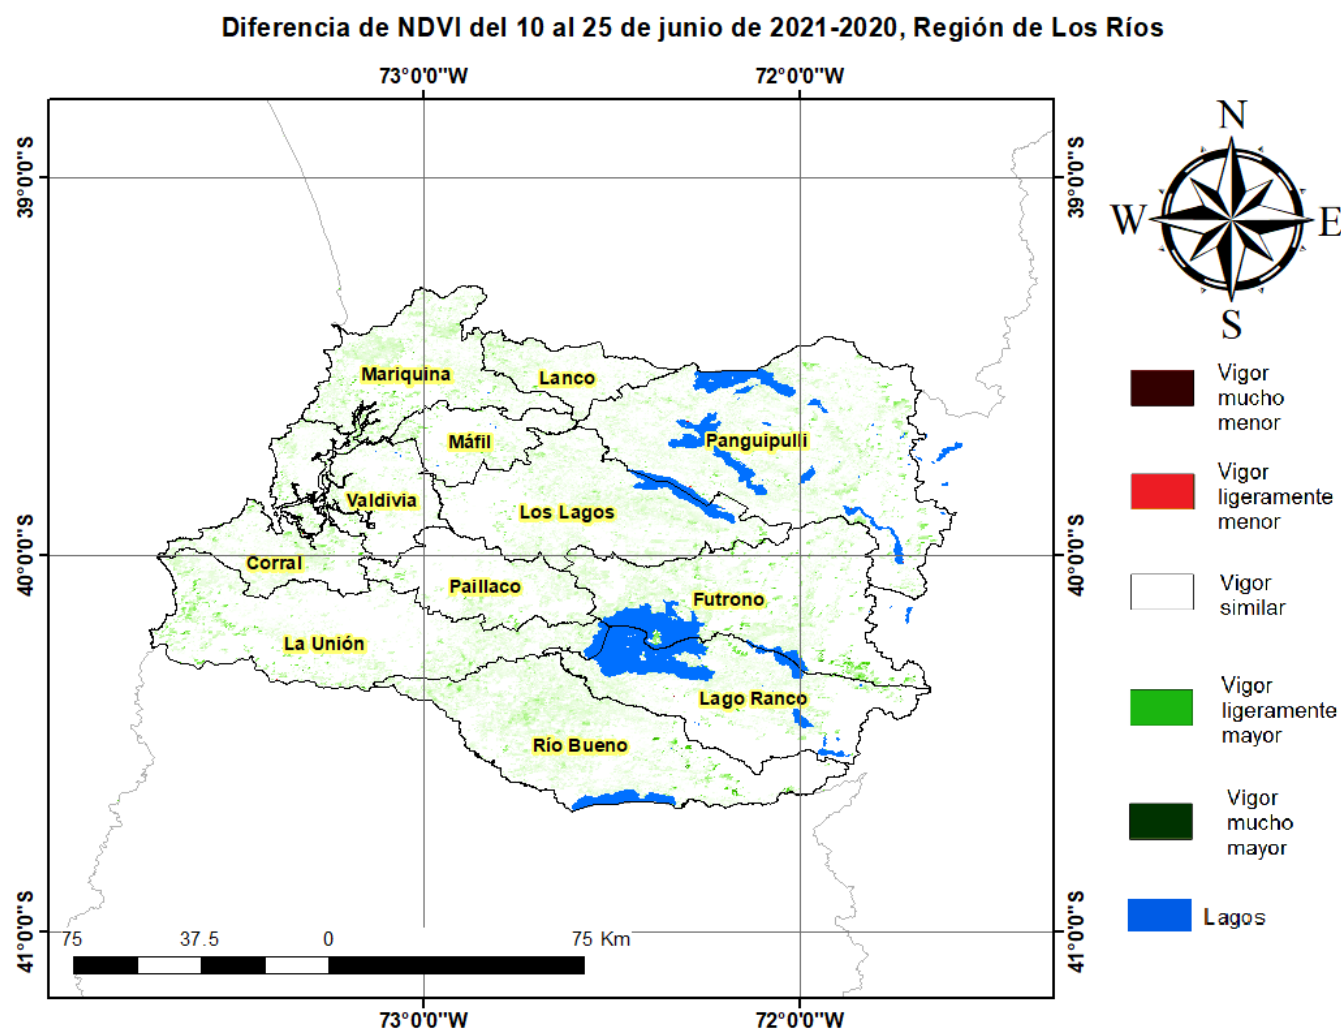 Diferencia de NDVI del 10 al 25 de junio de 2021-2020, Región de Los Ríos
73°0'0"W
72°0'0"W
39°0'0"S
39°0'0"S
N
W
E
S
Mariquina
Lanco
Máfil
Panguipulli
Valdivia
Los Lagos
Corral
Paillaco
Futrono
La Unión
Lago Ranco
Río Bueno
40°0'0"S
40°0'0"S
41°0'0"S
41°0'0"S
75
37.5
0
75 Km
73°0'0"W
72°0'0"W
Vigor
mucho
menor
Vigor
ligeramente
menor
Vigor
similar
Vigor
ligeramente
mayor
Vigor
mucho
mayor
Lagos